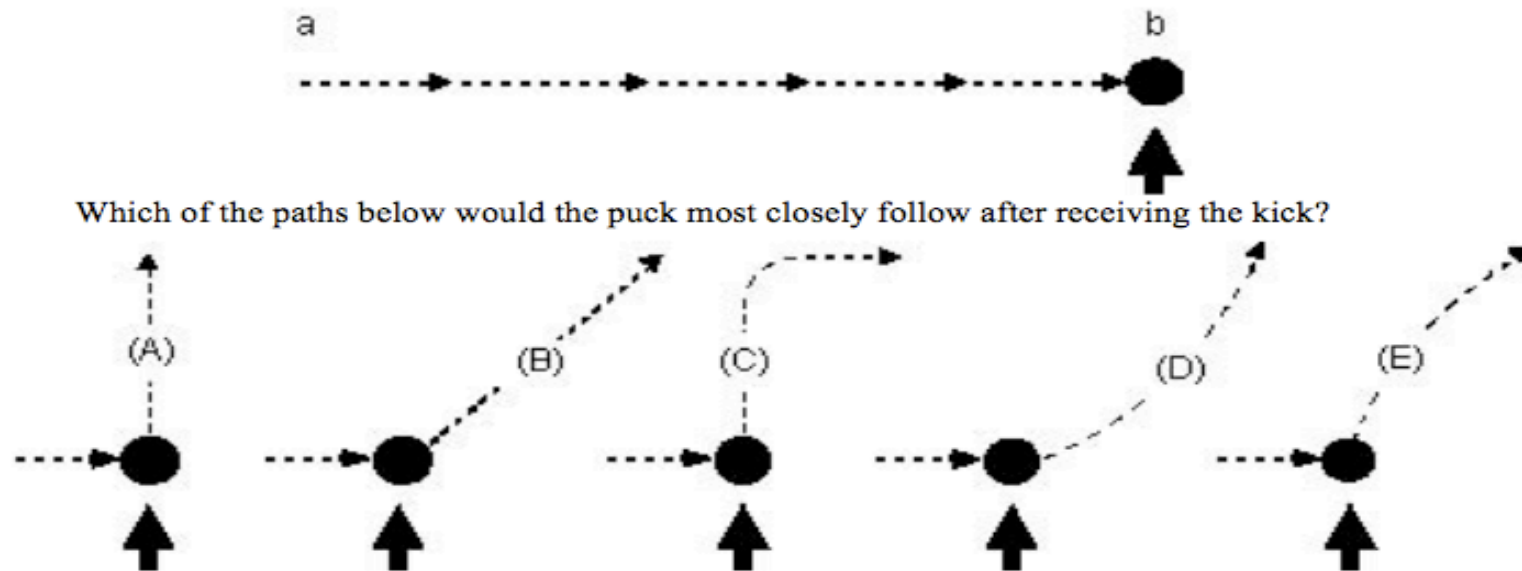 a b
Which of the paths below would the puck most closely follow after receiving the kick?
(A) (B) (C) (D) (E)